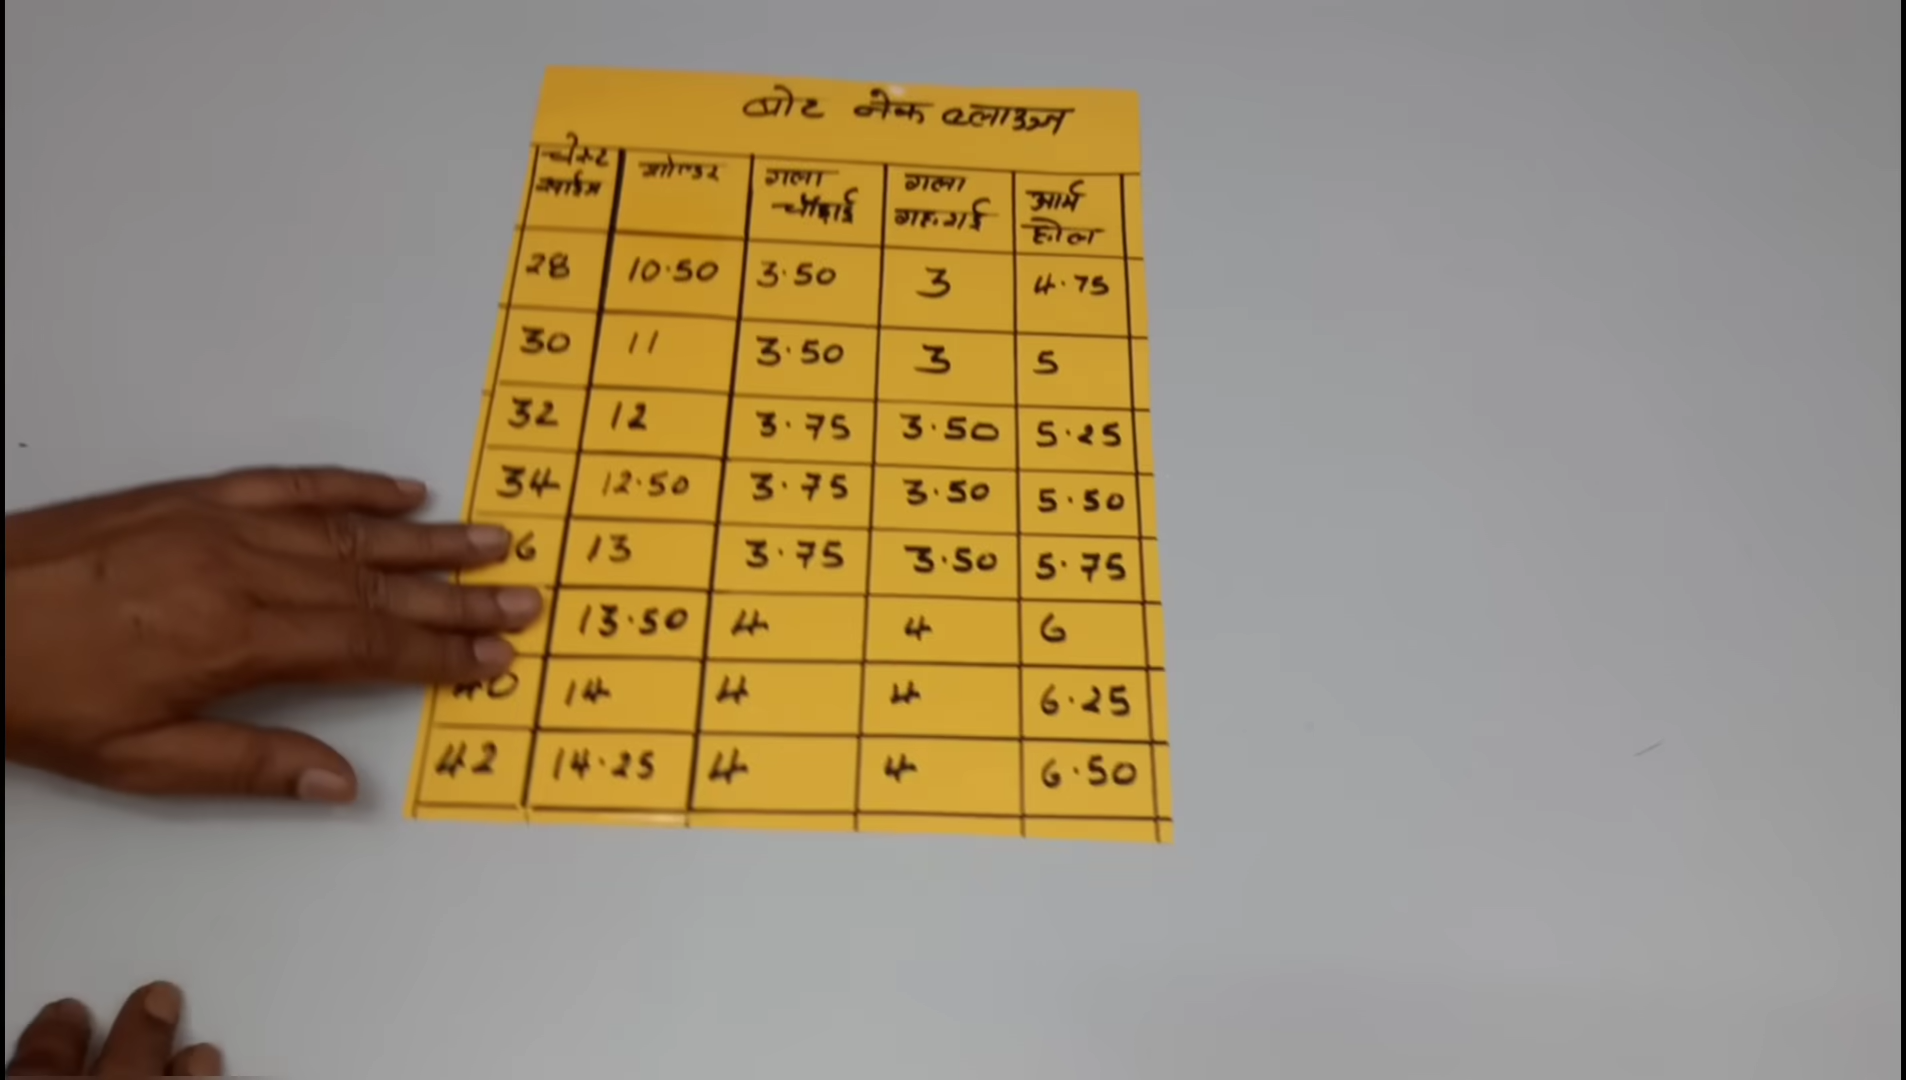 बोट नेक ब्लाउज
चेस्ट साईज शोल्डर गला चौडाई गला गहराई आर्म होल
28 10.50 3.50 3 4.75
30 11 3.50 3 5
32 12 3.75 3.50 5.25
34 12.50 3.75 3.50 5.50
6 13 3.75 3.50 5.75
13.50 4 4 6
40 14 4 4 6.25
42 14.25 4 4 6.50